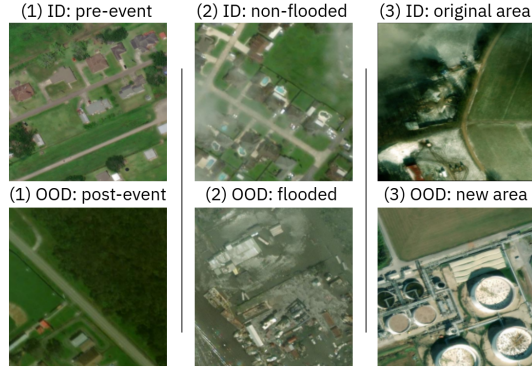 (1) ID: pre-event
(2) ID: non-flooded
(3) ID: original area
(1) OOD: post-event
(2) OOD: flooded
(3) OOD: new area